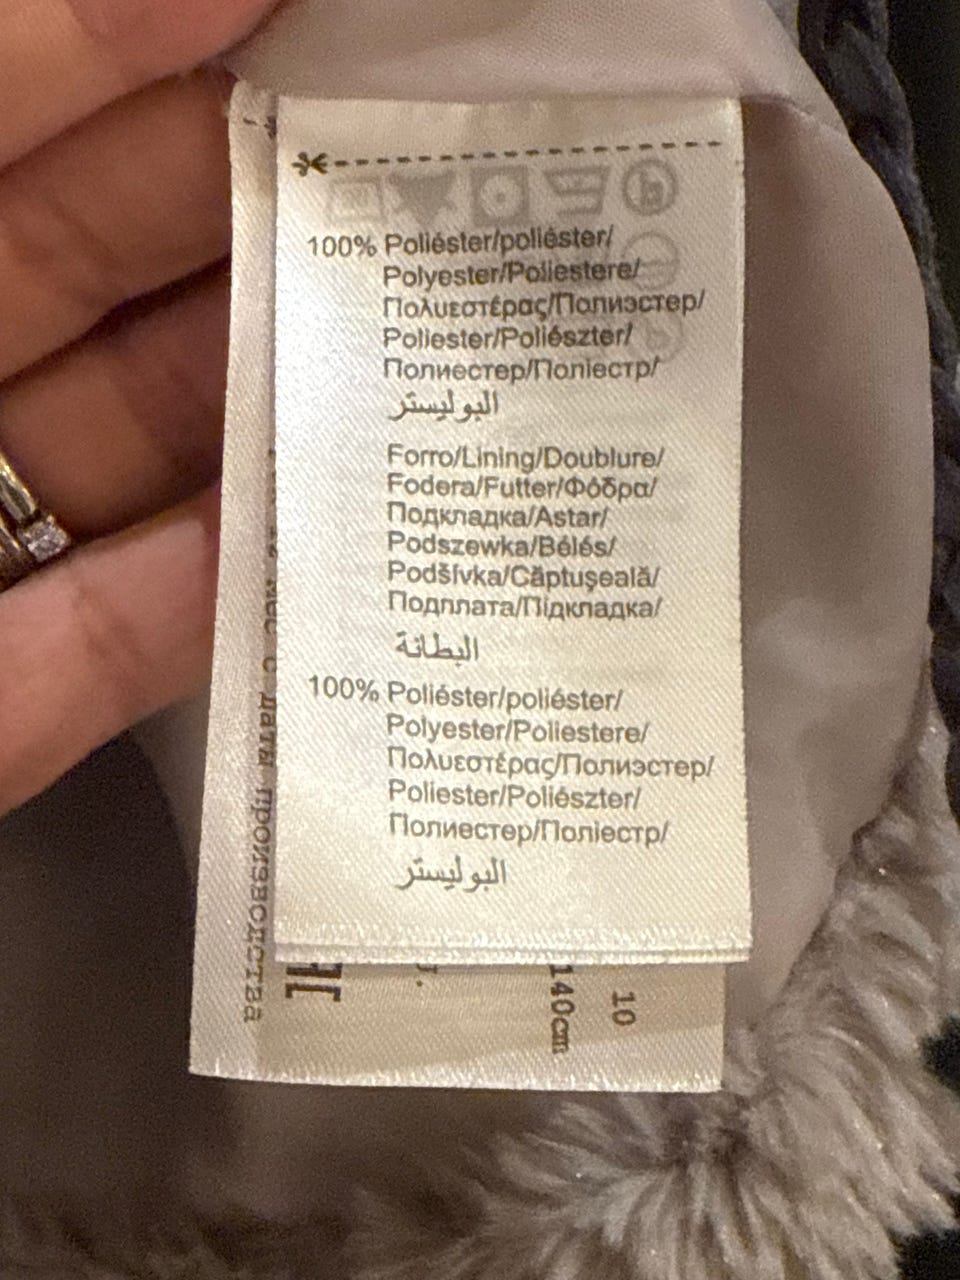 100% Poliéster/poliéster/
Polyester/Poliestere/
Πολυεστέρας/Полиэстер/
Poliester/Poliészter/
Полиестер/Поліестр/
البوليستر
Forro/Lining/Doublure/
Fodera/Futter/Φόδρα/
Подкладка/Astar/
Podszewka/Bélés/
Podšívka/Căptuşeală/
Подплата/Підкладка/
البطانة
100% Poliéster/poliéster/
Polyester/Poliestere/
Πολυεστέρας/Полиэстер/
Poliester/Poliészter/
Полиестер/Поліестр/
البوليستر
10
140cm
мес с даты производства